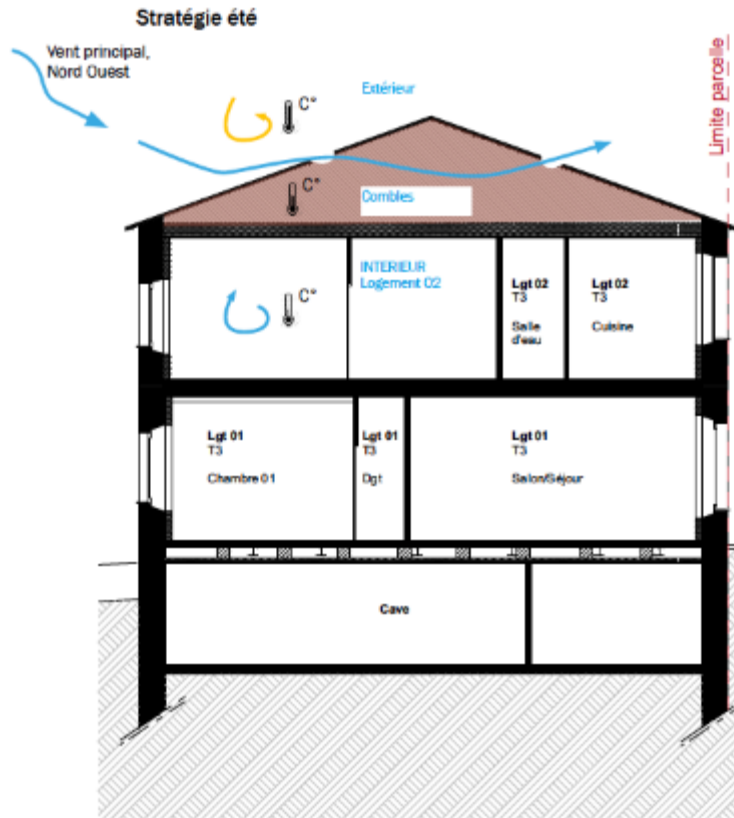 Stratégie été
Vent principal,
Nord Ouest
Extérieur
C°
Limite parcelle
C°
Combles
INTERIEUR
Logement 02
C°
Lgt 02
T3
Salle
d'eau
Lgt 02
T3
Cuisine
Lgt 01
T3
Chambre 01
Lgt 01
T3
Dgt
Lgt 01
T3
Salon/Séjour
Cave